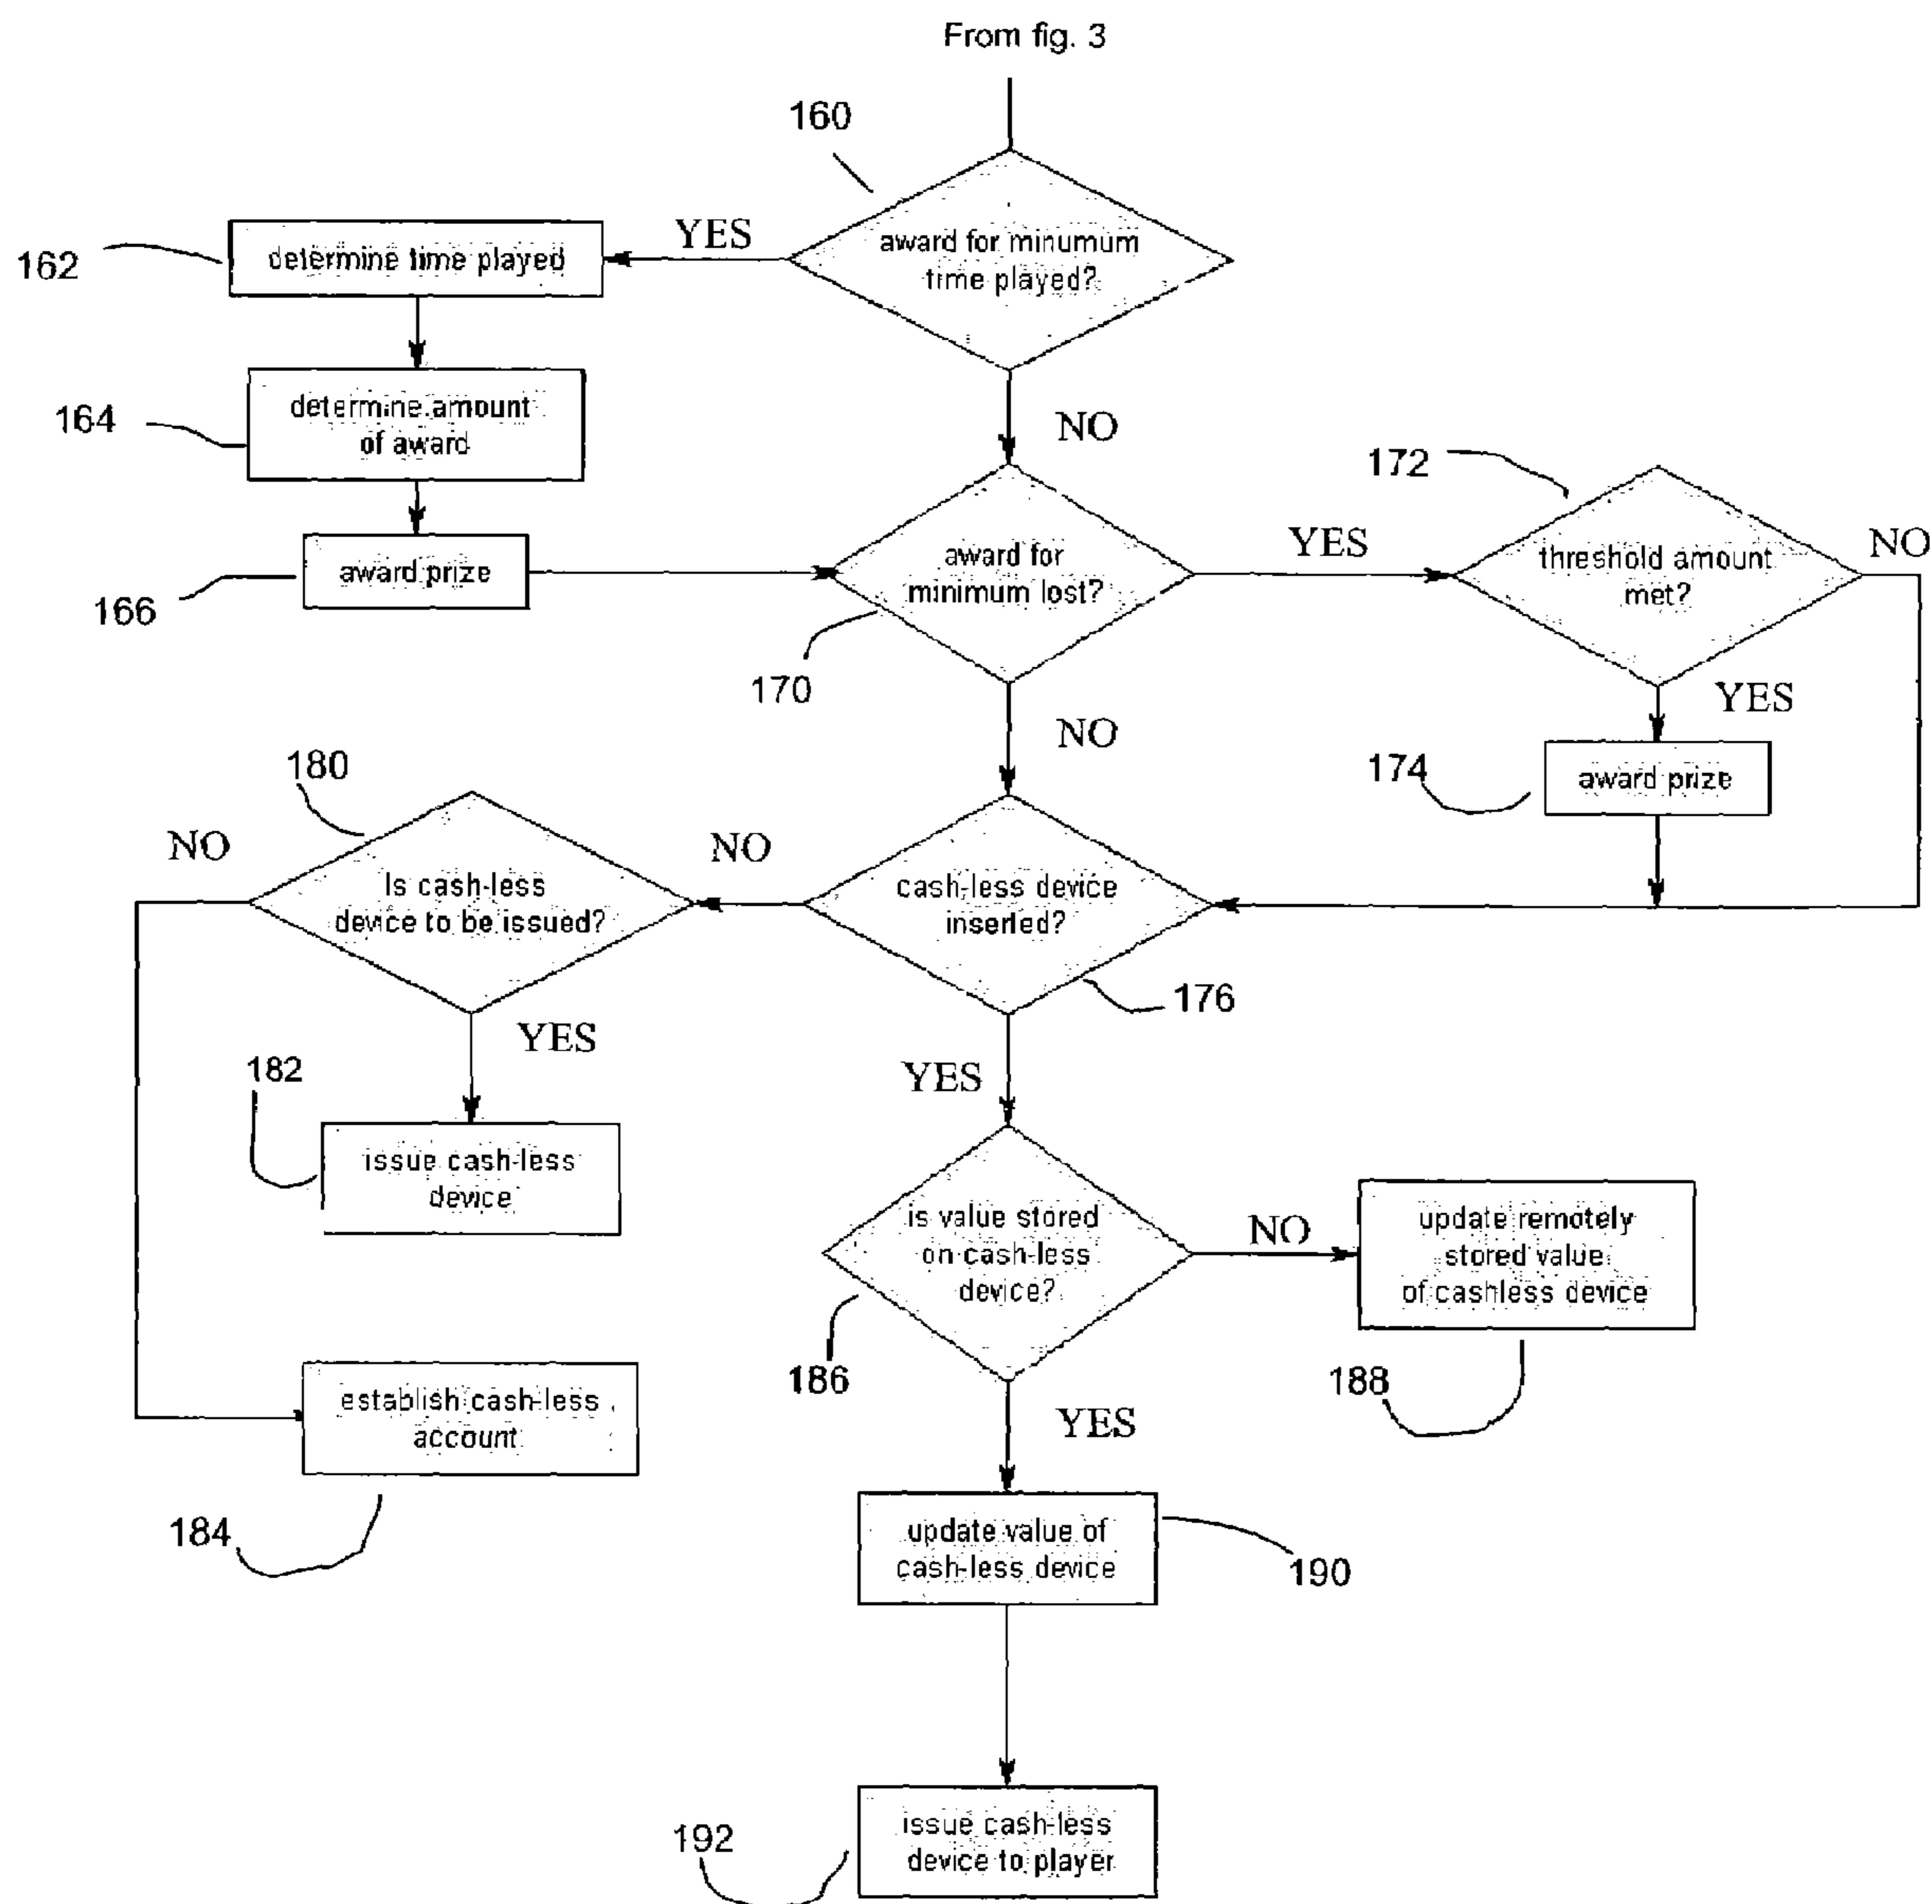 From fig. 3
160
award for minumum
time played?
YES
determine time played
162
determine amount
of award
164
NO
award prize
166
award for
minimum lost?
170
YES
172
threshold amount
met?
NO
YES
174
award prize
NO
180
NO
Is cash-less
device to be issued?
NO
cash-less device
inserted?
176
YES
182
issue cash-less
device
YES
is value stored
on cash-less
device?
186
NO
update remotely
stored value
of cashless device
188
establish cash-less
account
184
YES
update value of
cash-less device
190
issue cash-less
device to player
192